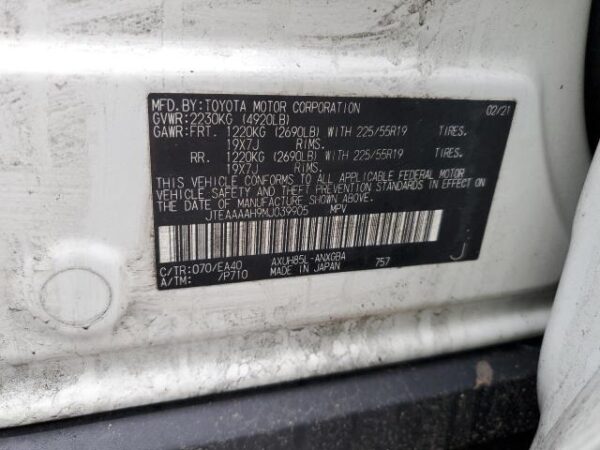 MFD.BY:TOYOTA MOTOR CORPORATION 02/21
GVWR:2230KG (4920LB)
GAWR:FRT. 1220KG (2690LB) WITH 225/55R19 TIRES.
19X7J RIMS.
RR. 1220KG (2690LB) WITH 225/55R19 TIRES.
19X7J RIMS.
THIS VEHICLE CONFORMS TO ALL APPLICABLE FEDERAL MOTOR
VEHICLE SAFETY AND THEFT PREVENTION STANDARDS IN EFFECT ON
THE DATE OF MANUFACTURE SHOWN ABOVE.
JTEAAAAH9MJ039905 MPV
C/TR:070/EA40 AXUH85L-ANXGBA 757 J
A/TM: /P710 MADE IN JAPAN